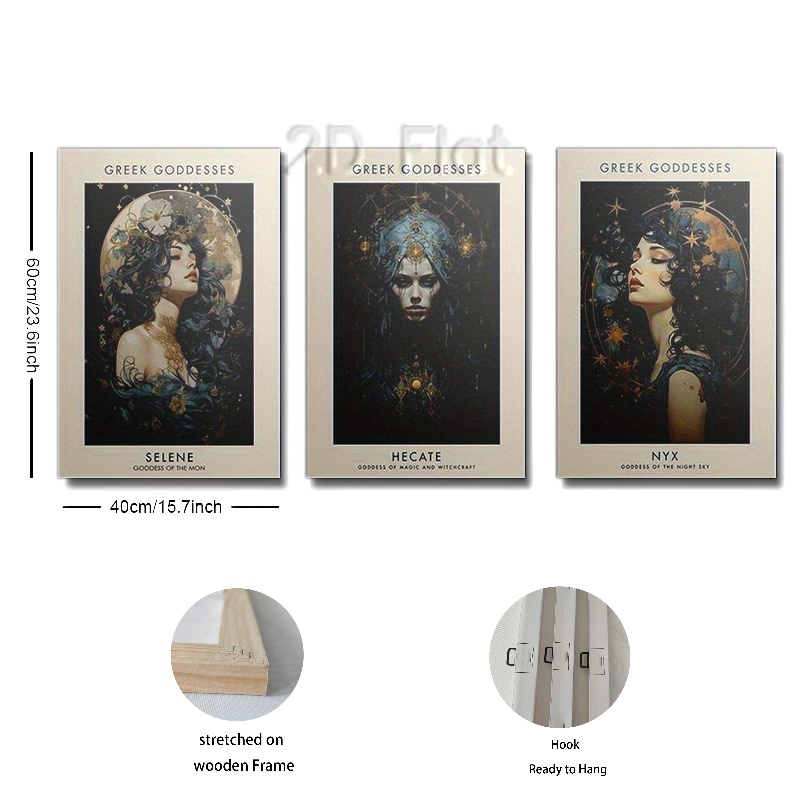 2D Flat
GREEK GODDESSES
GREEK GODDESSES
GREEK GODDESSES
60cm/23.6inch
SELENE
GODDESS OF THE MON
HECATE
GODDESS OF MAGIC AND WITCHCRAFT
NYX
GODDESS OF THE NIGHT SKY
40cm/15.7inch
stretched on
wooden Frame
Hook
Ready to Hang